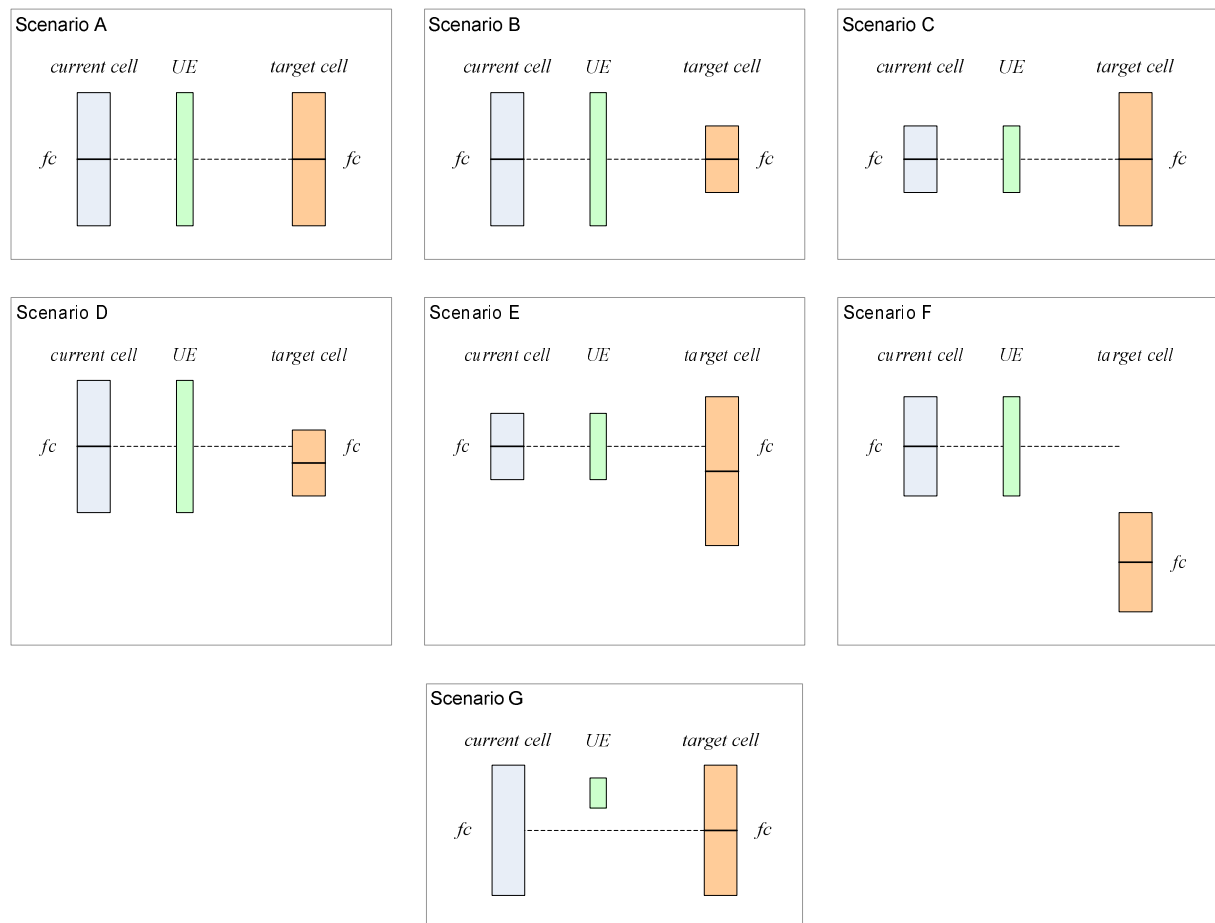 Scenario A
current cell UE target cell
fc fc
Scenario B
current cell UE target cell
fc fc
Scenario C
current cell UE target cell
fc fc
Scenario D
current cell UE target cell
fc fc
Scenario E
current cell UE target cell
fc fc
Scenario F
current cell UE target cell
fc
fc
Scenario G
current cell UE target cell
fc fc